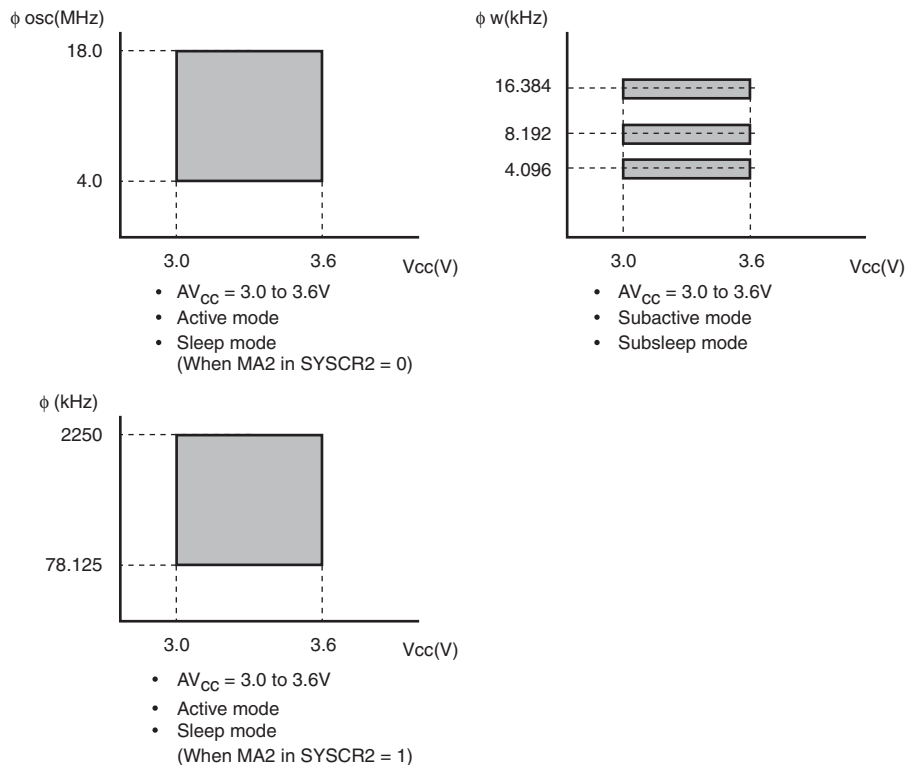 ϕ osc(MHz)
18.0
4.0
3.0 3.6 Vcc(V)
• AVCC = 3.0 to 3.6V
• Active mode
• Sleep mode
(When MA2 in SYSCR2 = 0)
ϕ w(kHz)
16.384
8.192
4.096
3.0 3.6 Vcc(V)
• AVCC = 3.0 to 3.6V
• Subactive mode
• Subsleep mode
ϕ (kHz)
2250
78.125
3.0 3.6 Vcc(V)
• AVCC = 3.0 to 3.6V
• Active mode
• Sleep mode
(When MA2 in SYSCR2 = 1)